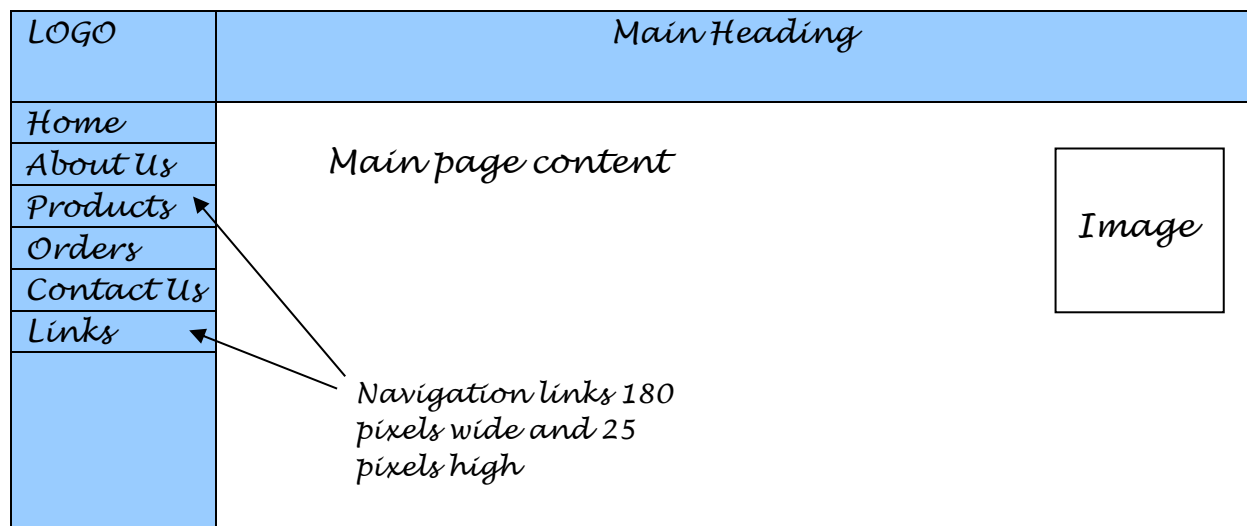 LOGO
Main Heading
Home
About Us
Main page content
Products
Image
Orders
Contact Us
Links
Navigation links 180
pixels wide and 25
pixels high